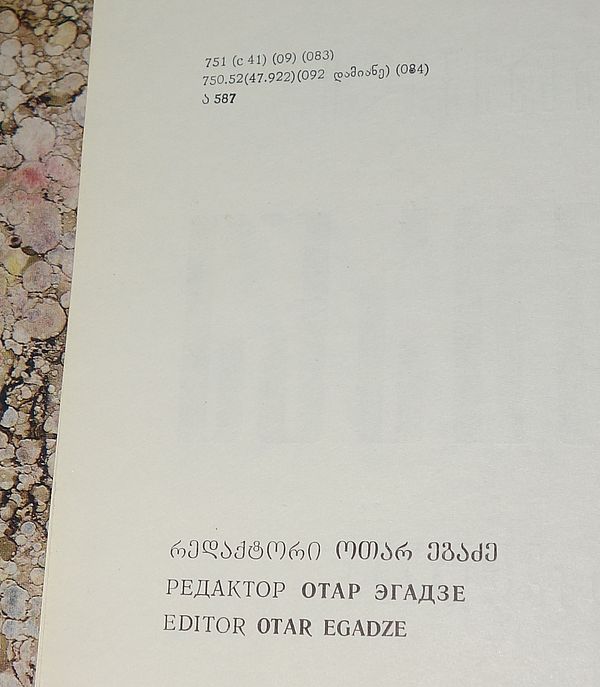 751 (с 41) (09) (083)
750.52(47.922)(092 დამიანე) (084)
ა 587
რედაქტორი ოთარ ეგაძე
РЕДАКТОР ОТАР ЭГАДЗЕ
EDITOR OTAR EGADZE